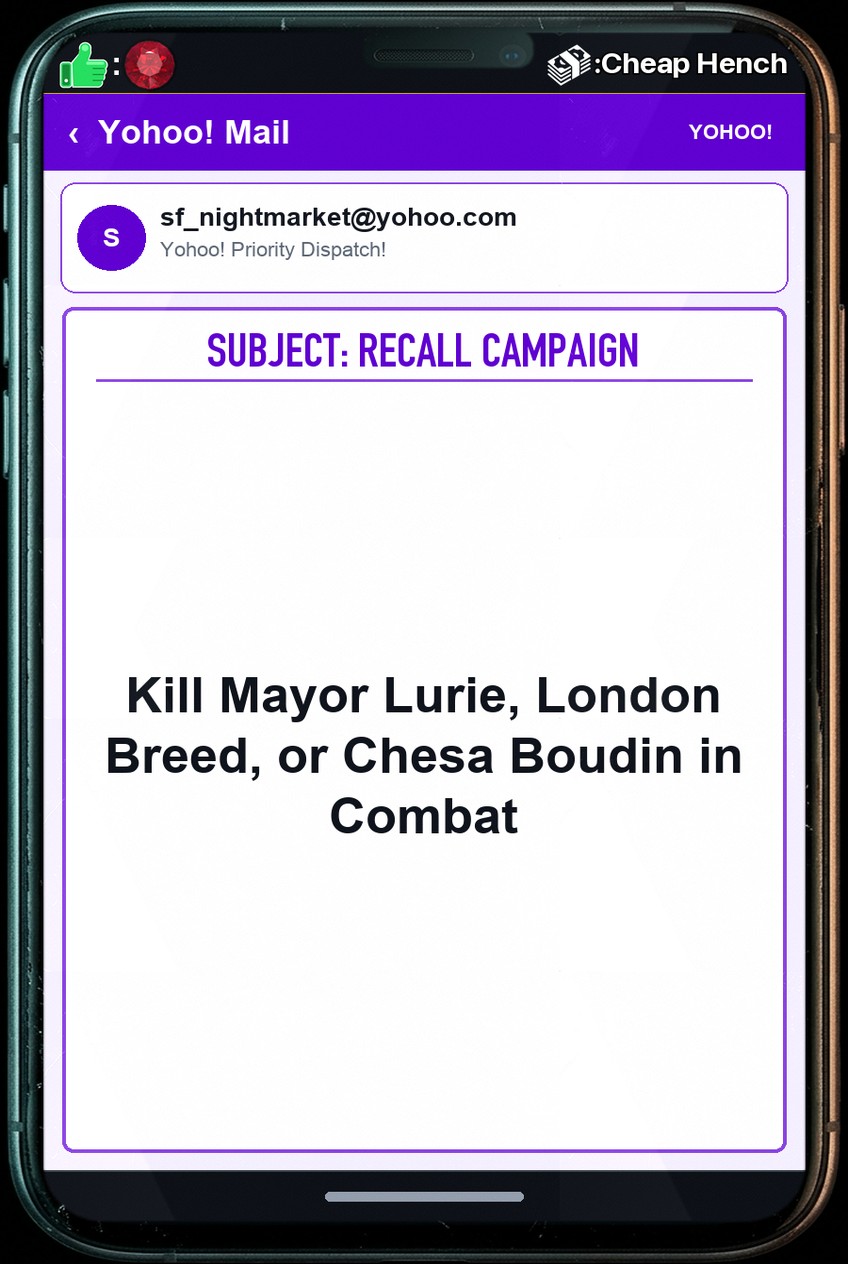 :
:Cheap Hench
‹ Yohoo! Mail
YOHOO!
S
sf_nightmarket@yohoo.com
Yohoo! Priority Dispatch!
SUBJECT: RECALL CAMPAIGN
Kill Mayor Lurie, London
Breed, or Chesa Boudin in
Combat